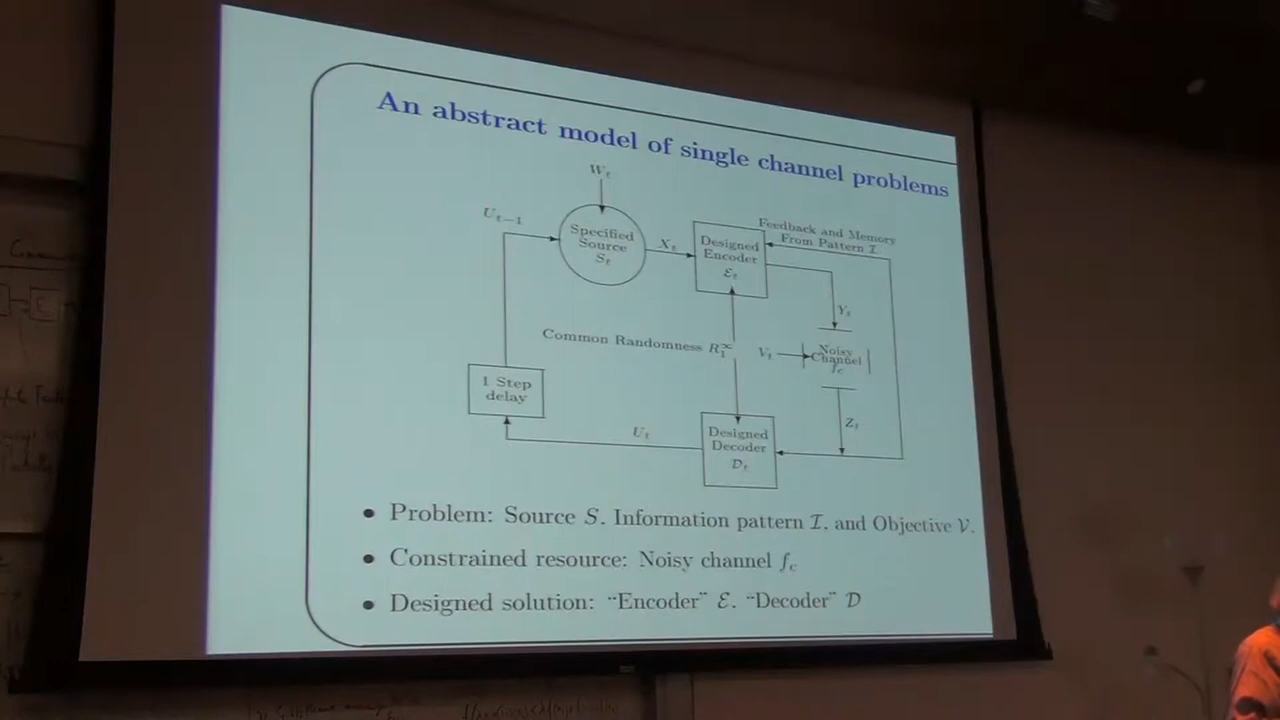 An abstract model of single channel problems
W_t
U_{t-1}
Specified
Source
S_t
X_t
Designed
Encoder
ℰ_t
Feedback and Memory
From Pattern ℐ
Y_t
Common Randomness R_1^∞
V_t
Noisy
Channel
f_c
Z_t
1 Step
delay
U_t
Designed
Decoder
𝒟_t
• Problem: Source S, Information pattern ℐ, and Objective 𝒱.
• Constrained resource: Noisy channel f_c
• Designed solution: “Encoder” ℰ, “Decoder” 𝒟